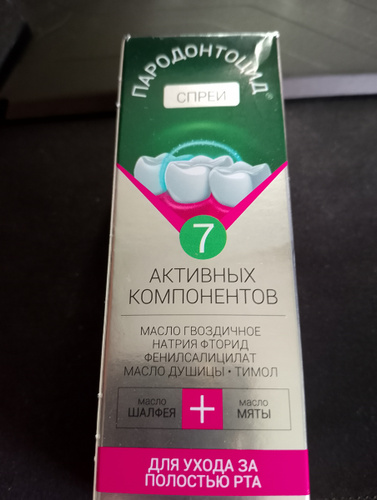 ПАРОДОНТОЦИД®
СПРЕЙ
7
АКТИВНЫХ
КОМПОНЕНТОВ
МАСЛО ГВОЗДИЧНОЕ
НАТРИЯ ФТОРИД
ФЕНИЛСАЛИЦИЛАТ
МАСЛО ДУШИЦЫ • ТИМОЛ
масло ШАЛФЕЯ + масло МЯТЫ
ДЛЯ УХОДА ЗА
ПОЛОСТЬЮ РТА